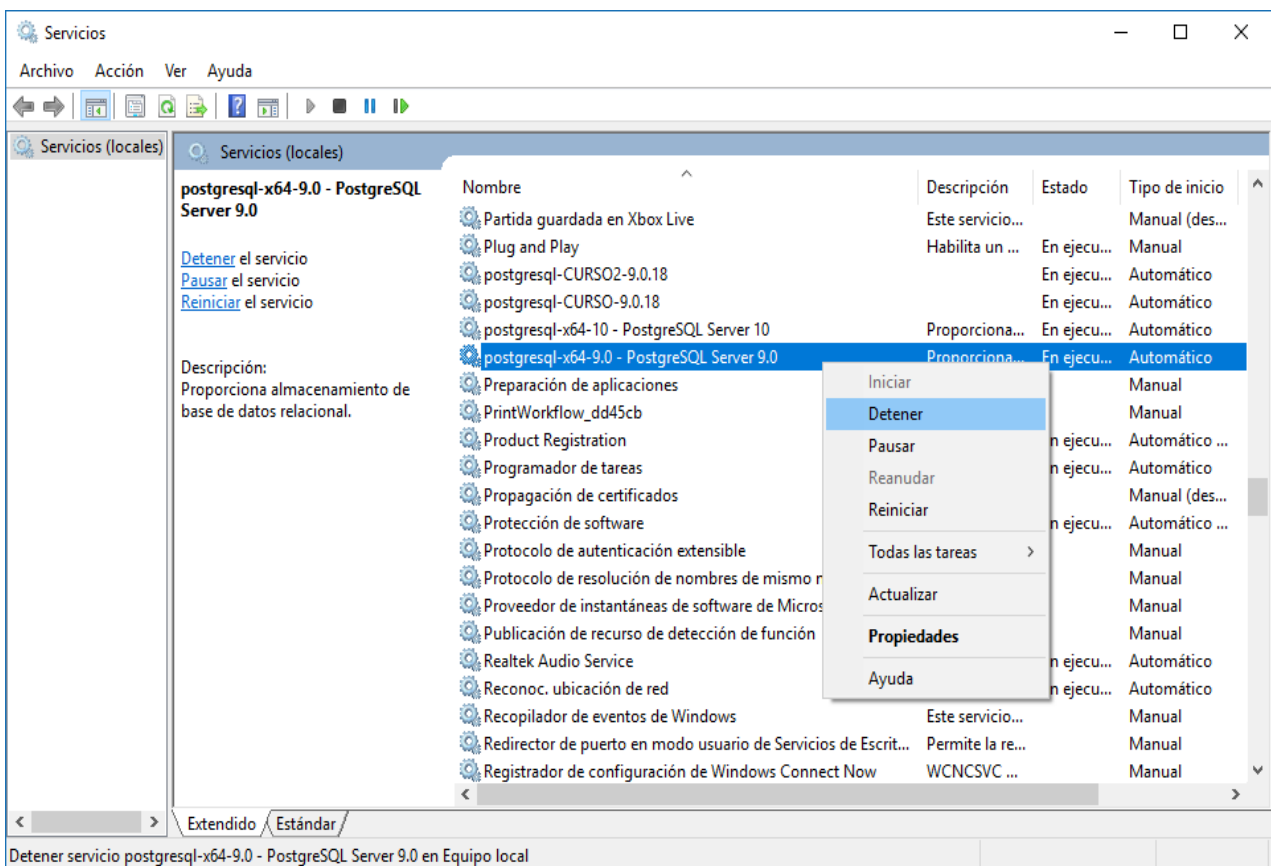 Servicios
Archivo Acción Ver Ayuda
Servicios (locales)
Servicios (locales)
postgresql-x64-9.0 - PostgreSQL
Server 9.0
Detener el servicio
Pausar el servicio
Reiniciar el servicio
Descripción:
Proporciona almacenamiento de
base de datos relacional.
Nombre Descripción Estado Tipo de inicio
Partida guardada en Xbox Live Este servicio... Manual (des...
Plug and Play Habilita un ... En ejecu... Manual
postgresql-CURSO2-9.0.18 En ejecu... Automático
postgresql-CURSO-9.0.18 En ejecu... Automático
postgresql-x64-10 - PostgreSQL Server 10 Proporciona... En ejecu... Automático
postgresql-x64-9.0 - PostgreSQL Server 9.0 Proporciona... En ejecu... Automático
Preparación de aplicaciones Manual
PrintWorkflow_dd45cb Manual
Product Registration n ejecu... Automático ...
Programador de tareas n ejecu... Automático
Propagación de certificados Manual (des...
Protección de software n ejecu... Automático ...
Protocolo de autenticación extensible Manual
Protocolo de resolución de nombres de mismo Manual
Proveedor de instantáneas de software de Micros Manual
Publicación de recurso de detección de función Manual
Realtek Audio Service n ejecu... Automático
Reconoc. ubicación de red n ejecu... Automático
Recopilador de eventos de Windows Este servicio... Manual
Redirector de puerto en modo usuario de Servicios de Escrit... Permite la re... Manual
Registrador de configuración de Windows Connect Now WCNCSVC ... Manual
Iniciar
Detener
Pausar
Reanudar
Reiniciar
Todas las tareas
Actualizar
Propiedades
Ayuda
Extendido Estándar
Detener servicio postgresql-x64-9.0 - PostgreSQL Server 9.0 en Equipo local